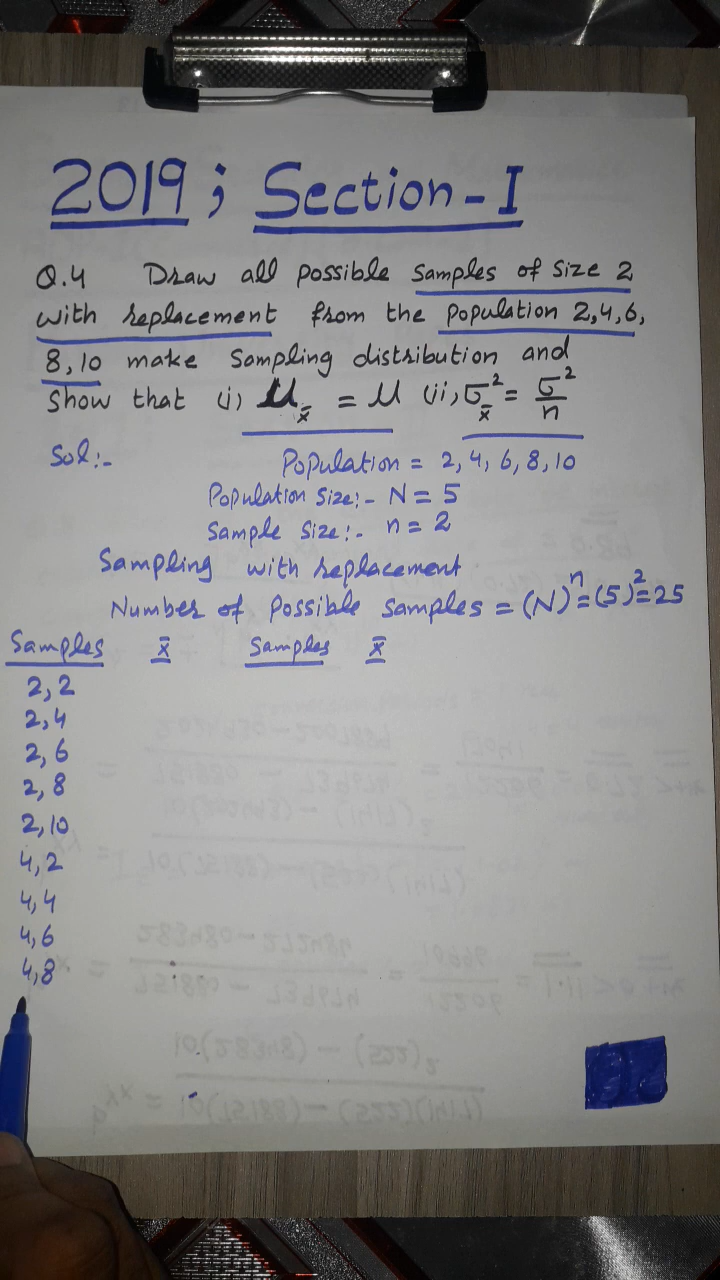 2019; Section-I
Q.4 Draw all possible samples of size 2
with replacement from the population 2,4,6,
8,10 make Sampling distribution and
Show that (i) μ_x̄ = μ (ii) σ_x̄² = σ²/n
Sol:- Population = 2, 4, 6, 8, 10
Population Size:- N = 5
Sample Size:- n = 2
Sampling with replacement
Number of possible samples = (N)ⁿ = (5)² = 25
Samples x̄ Samples x̄
2,2
2,4
2,6
2,8
2,10
4,2
4,4
4,6
4,8